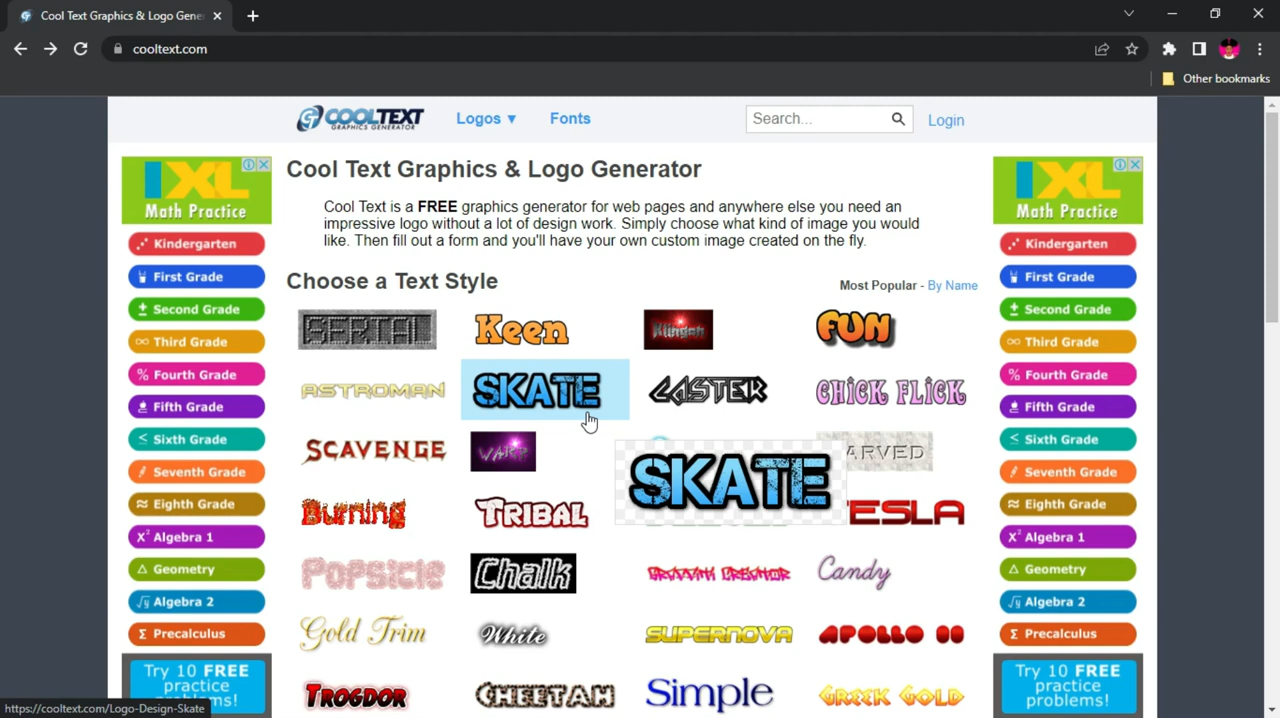 Cool Text Graphics & Logo Gene
cooltext.com
Other bookmarks
COOLTEXT
GRAPHICS GENERATOR
Logos ▼
Fonts
Search...
Login
IXL
Math Practice
Kindergarten
First Grade
Second Grade
Third Grade
Fourth Grade
Fifth Grade
Sixth Grade
Seventh Grade
Eighth Grade
Algebra 1
Geometry
Algebra 2
Precalculus
Try 10 FREE
practice
problems!
Cool Text Graphics & Logo Generator
Cool Text is a FREE graphics generator for web pages and anywhere else you need an
impressive logo without a lot of design work. Simply choose what kind of image you would
like. Then fill out a form and you'll have your own custom image created on the fly.
Choose a Text Style
Most Popular - By Name
SERIAL Keen Klingon FUN
ASTROMAN SKATE CASTER CHICK FLICK
SCAVENGE WARP ARVED
SKATE
Burning TRIBAL TESLA
Popsicle Chalk GRAFFITI CREATOR Candy
Gold Trim White SUPERNOVA APOLLO 11
TROGDOR CHEETAH Simple GREEK GOLD
IXL
Math Practice
Kindergarten
First Grade
Second Grade
Third Grade
Fourth Grade
Fifth Grade
Sixth Grade
Seventh Grade
Eighth Grade
Algebra 1
Geometry
Algebra 2
Precalculus
Try 10 FREE
practice
problems!
https://cooltext.com/Logo-Design-Skate